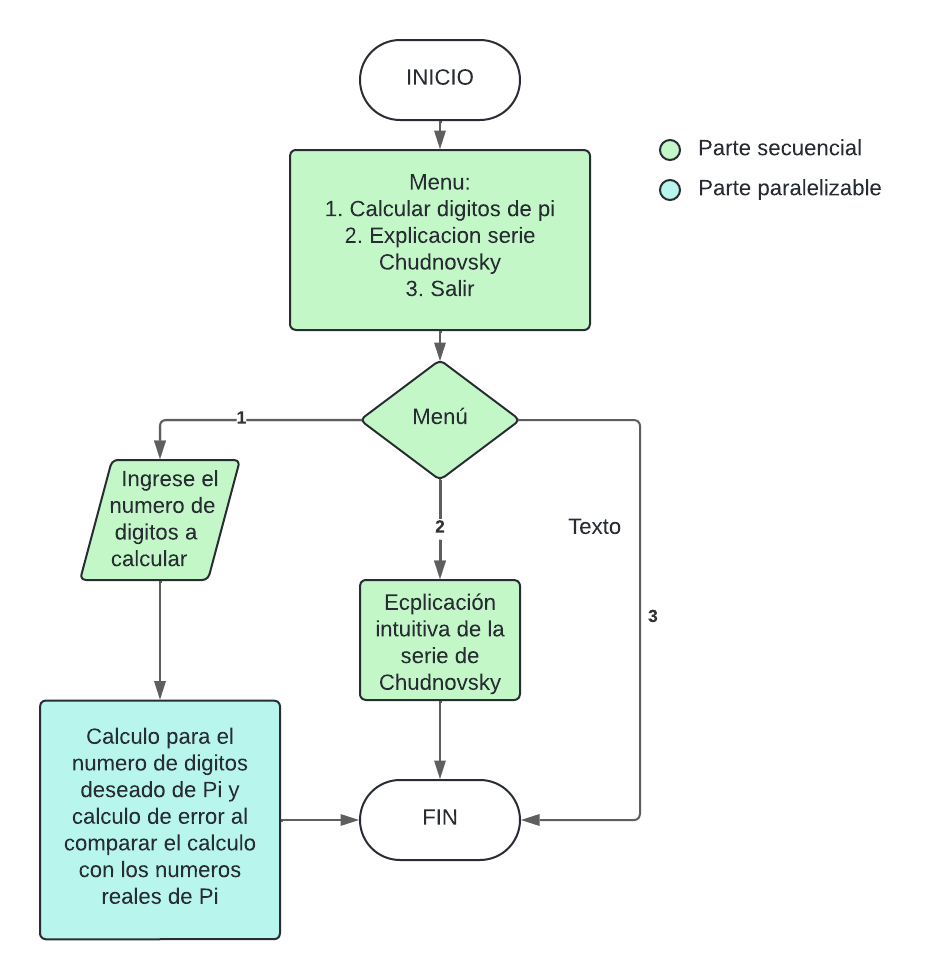 INICIO
Parte secuencial
Parte paralelizable
Menu:
1. Calcular digitos de pi
2. Explicacion serie
Chudnovsky
3. Salir
Menú
1
Ingrese el
numero de
digitos a
calcular
2
Texto
3
Ecplicación
intuitiva de la
serie de
Chudnovsky
Calculo para el
numero de digitos
deseado de Pi y
calculo de error al
comparar el calculo
con los numeros
reales de Pi
FIN